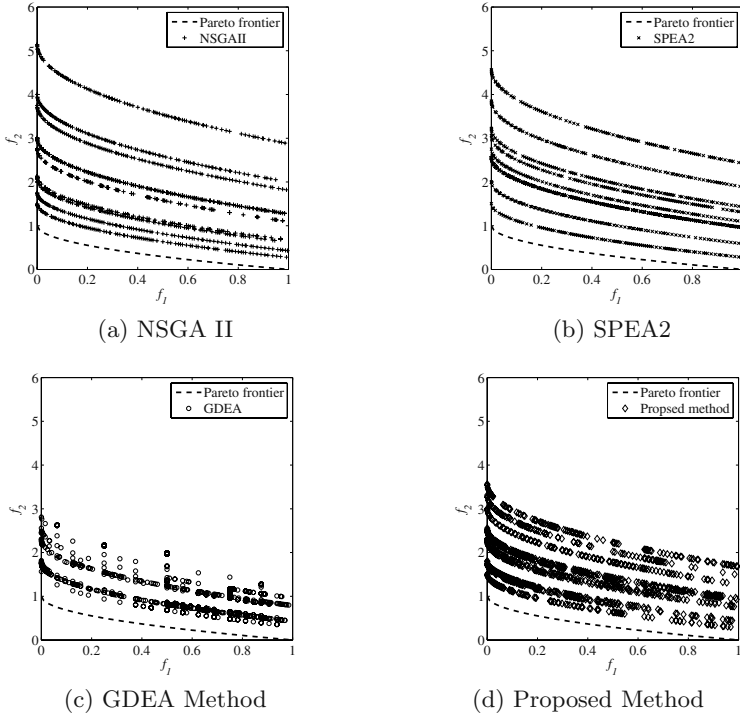 6
5
4
3
2
1
0
f2
0 0.2 0.4 0.6 0.8 1
f1
Pareto frontier
NSGAII
(a) NSGA II
6
5
4
3
2
1
0
f2
0 0.2 0.4 0.6 0.8 1
f1
Pareto frontier
SPEA2
(b) SPEA2
6
5
4
3
2
1
0
f2
0 0.2 0.4 0.6 0.8 1
f1
Pareto frontier
GDEA
(c) GDEA Method
6
5
4
3
2
1
0
f2
0 0.2 0.4 0.6 0.8 1
f1
Pareto frontier
Propsed method
(d) Proposed Method